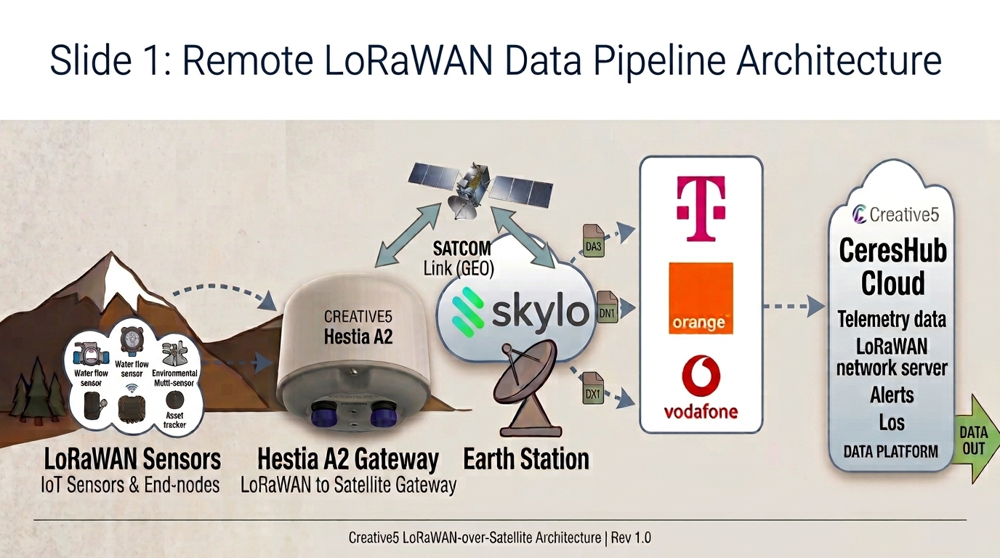 Slide 1: Remote LoRaWAN Data Pipeline Architecture
SATCOM
Link (GEO)
CREATIVE5
Hestia A2
skylo
DA3
DN1
DX1
orange
vodafone
Creative5
CeresHub
Cloud
Telemetry data
LoRaWAN
network server
Alerts
Los
DATA PLATFORM
DATA
OUT
Water flow
sensor
Water flow
sensor
Environmental
Mutti-sensor
Asset
tracker
LoRaWAN Sensors
IoT Sensors & End-nodes
Hestia A2 Gateway
LoRaWAN to Satellite Gateway
Earth Station
Creative5 LoRaWAN-over-Satellite Architecture | Rev 1.0